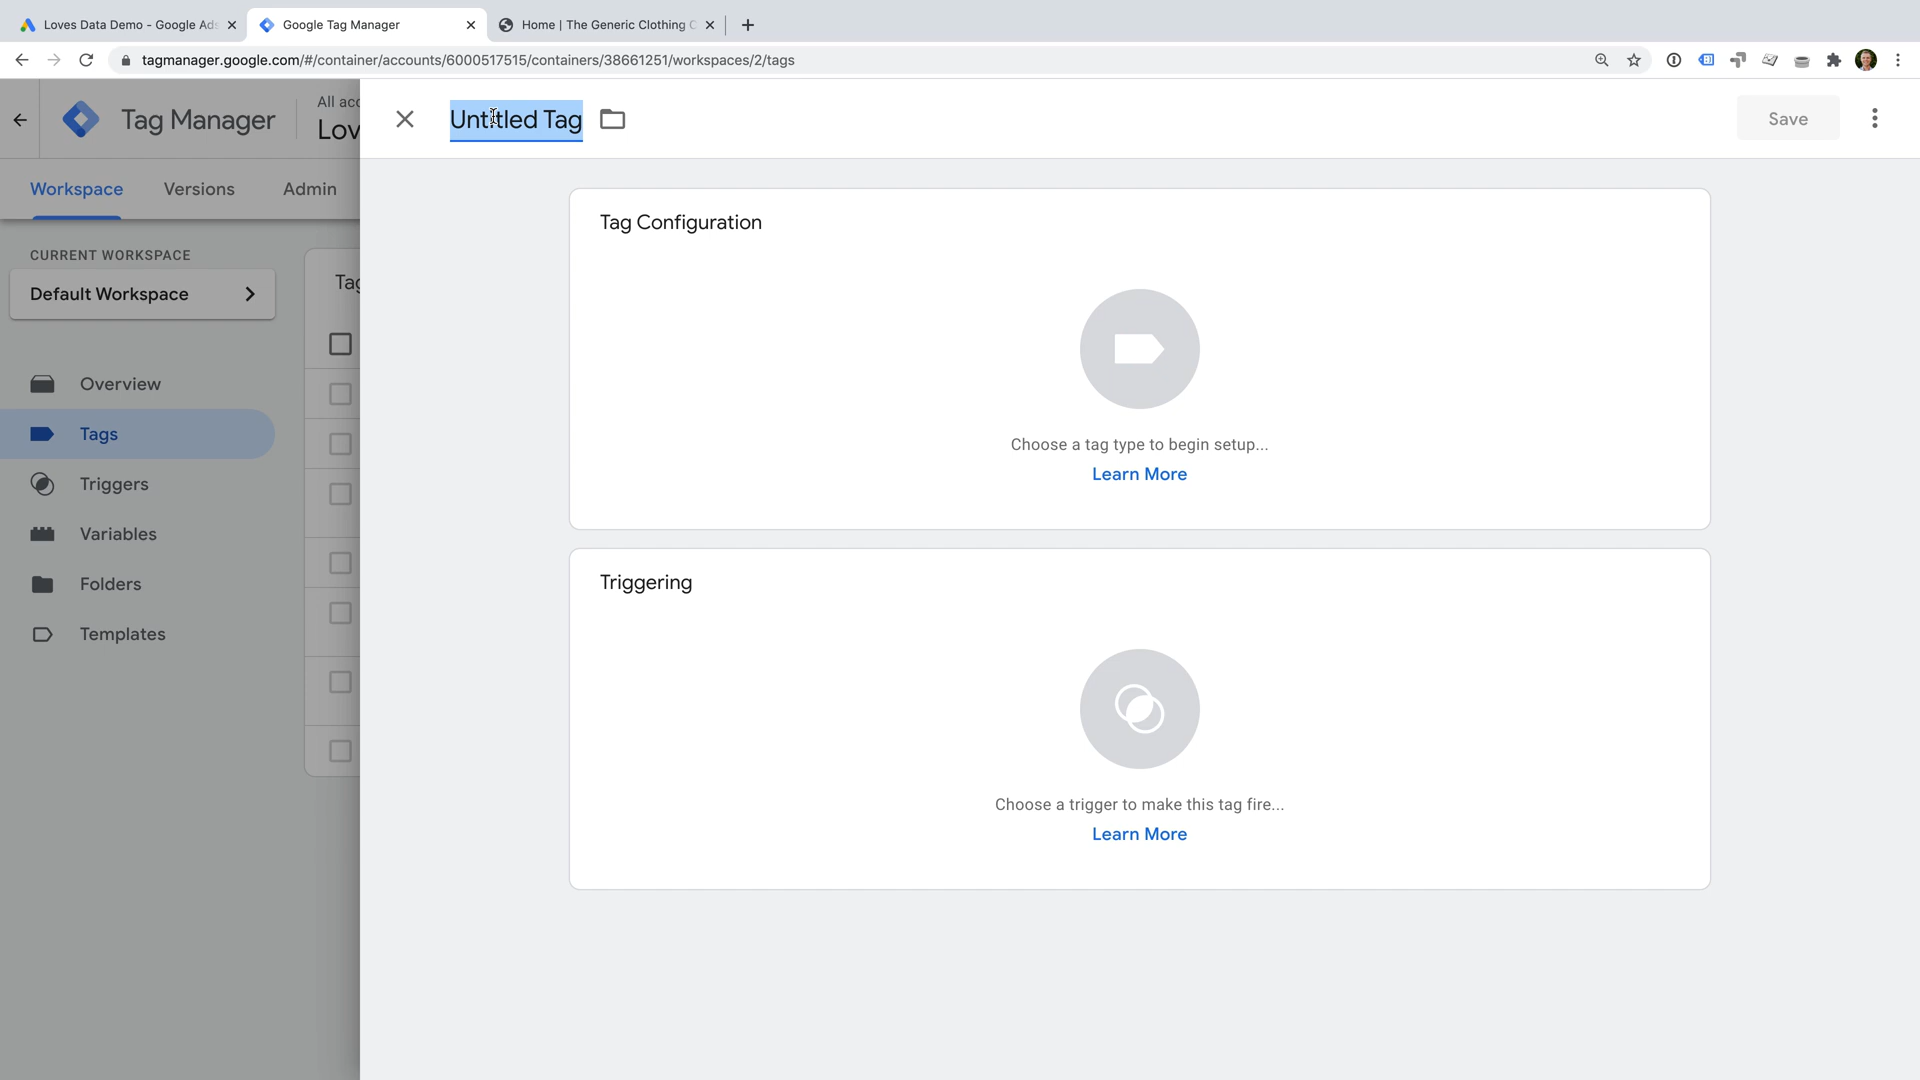 Loves Data Demo - Google Ads
Google Tag Manager
Home | The Generic Clothing C
tagmanager.google.com/#/container/accounts/6000517515/containers/38661251/workspaces/2/tags
Tag Manager
All acc
Lov
Untitled Tag
Save
Workspace
Versions
Admin
CURRENT WORKSPACE
Default Workspace
Tag
Overview
Tags
Triggers
Variables
Folders
Templates
Tag Configuration
Choose a tag type to begin setup...
Learn More
Triggering
Choose a trigger to make this tag fire...
Learn More